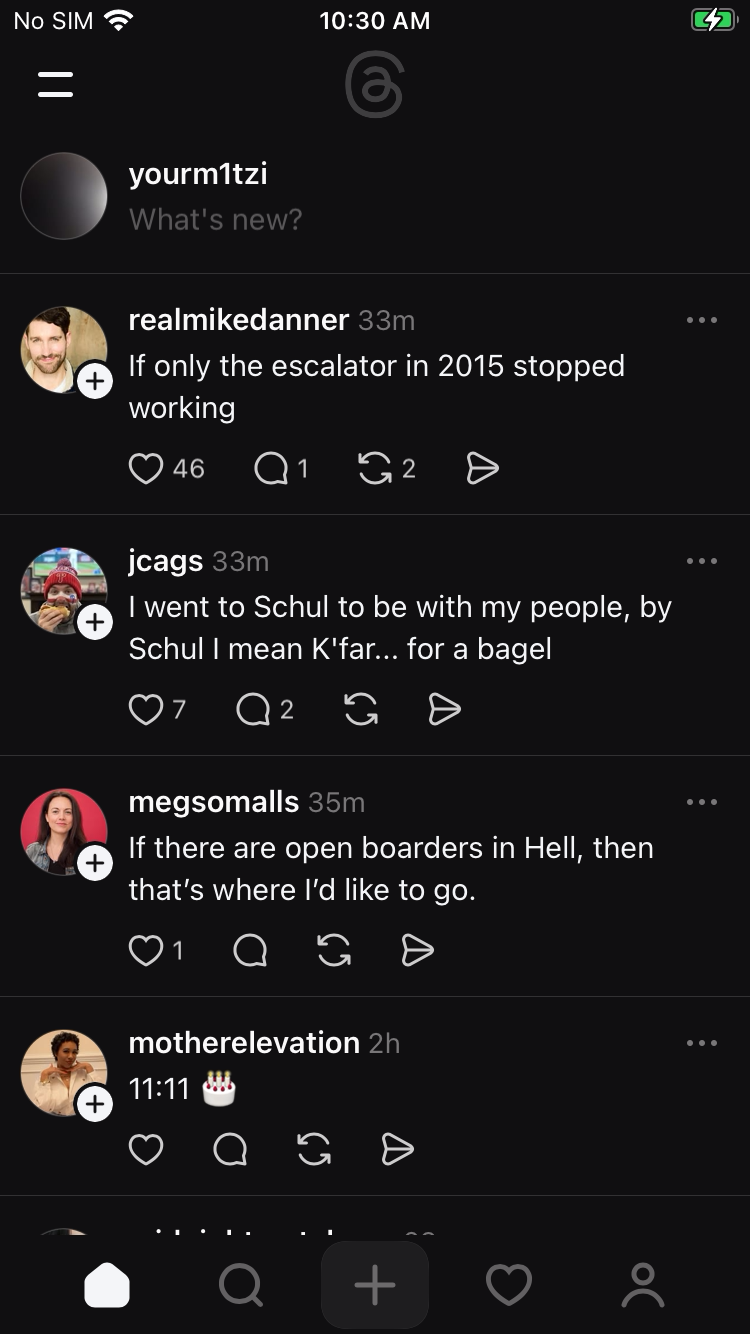 No SIM 10:30 AM
yourm1tzi
What's new?
realmikedanner 33m
If only the escalator in 2015 stopped
working
46 1 2
jcags 33m
I went to Schul to be with my people, by
Schul I mean K'far... for a bagel
7 2
megsomalls 35m
If there are open boarders in Hell, then
that’s where I’d like to go.
1
motherelevation 2h
11:11 🎂